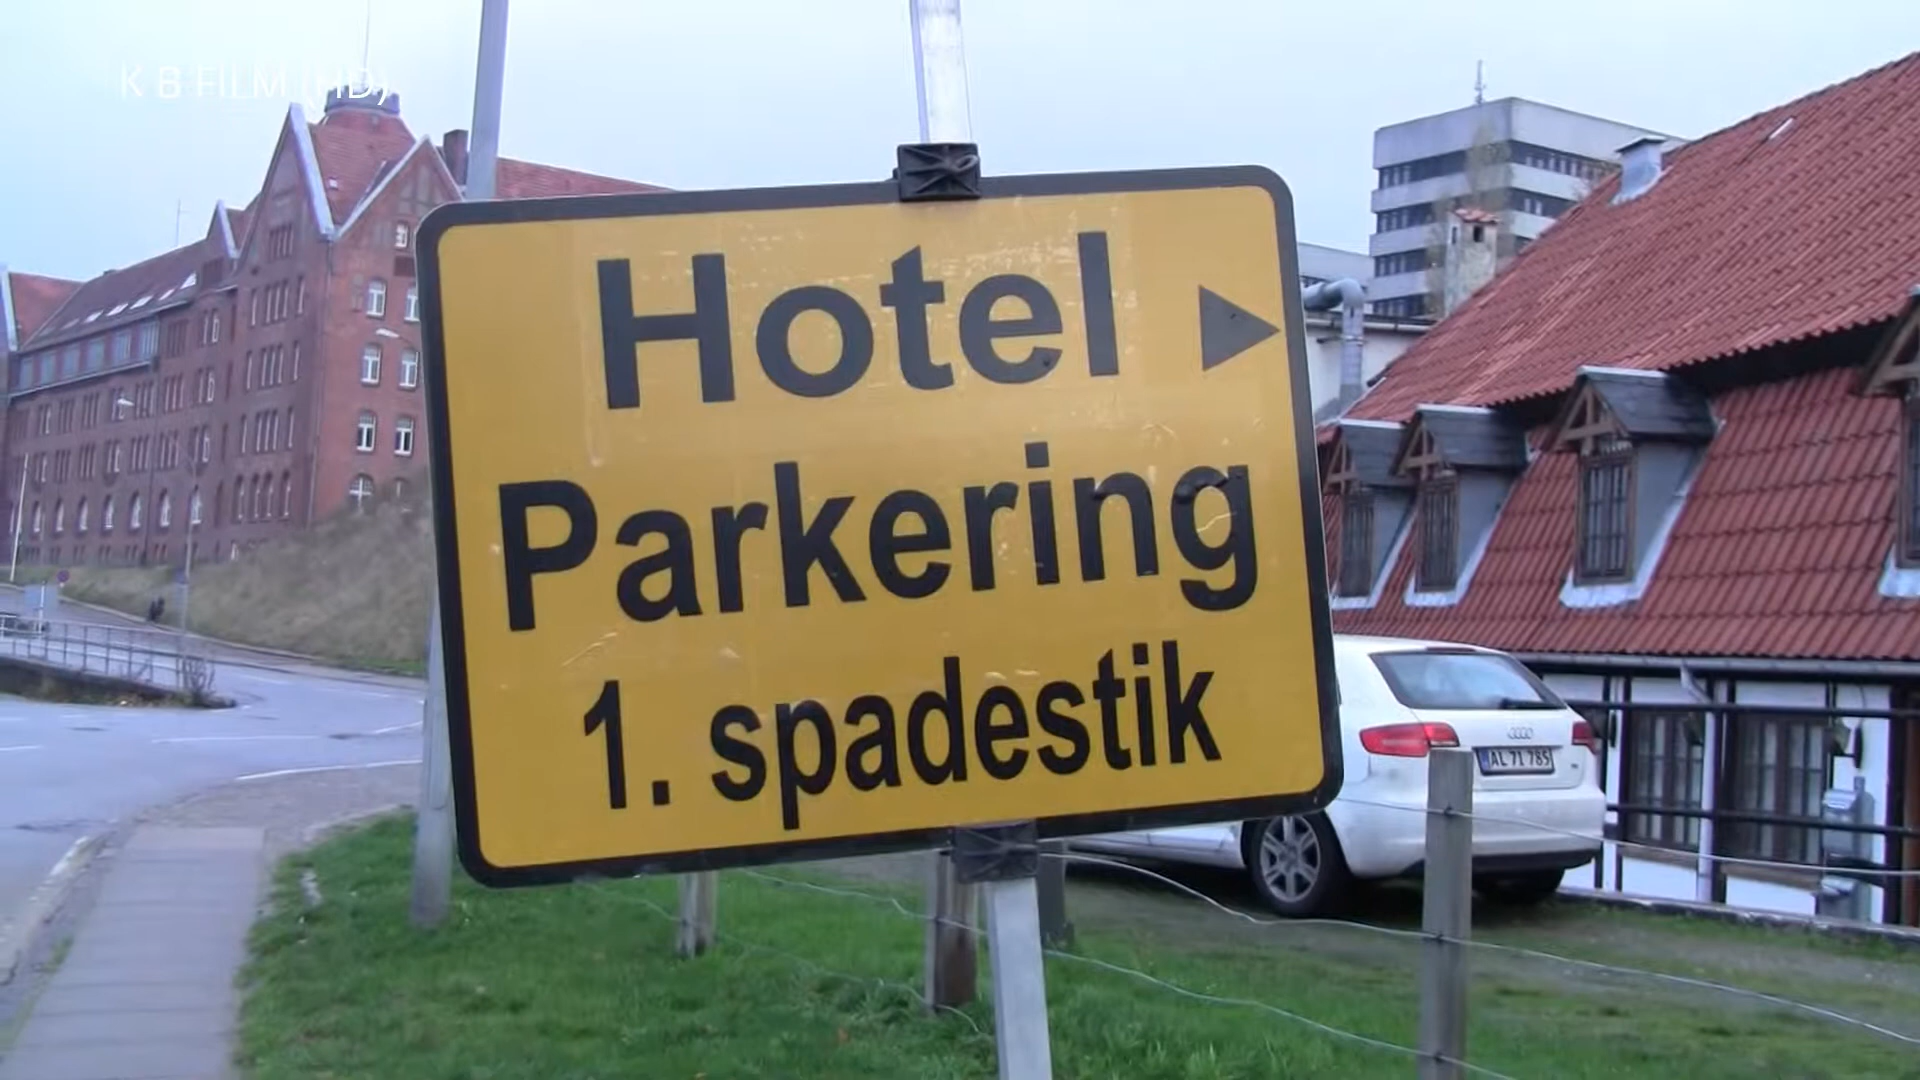 K B FILM (HD)
Hotel
Parkering
1. spadestik
AL 71 785